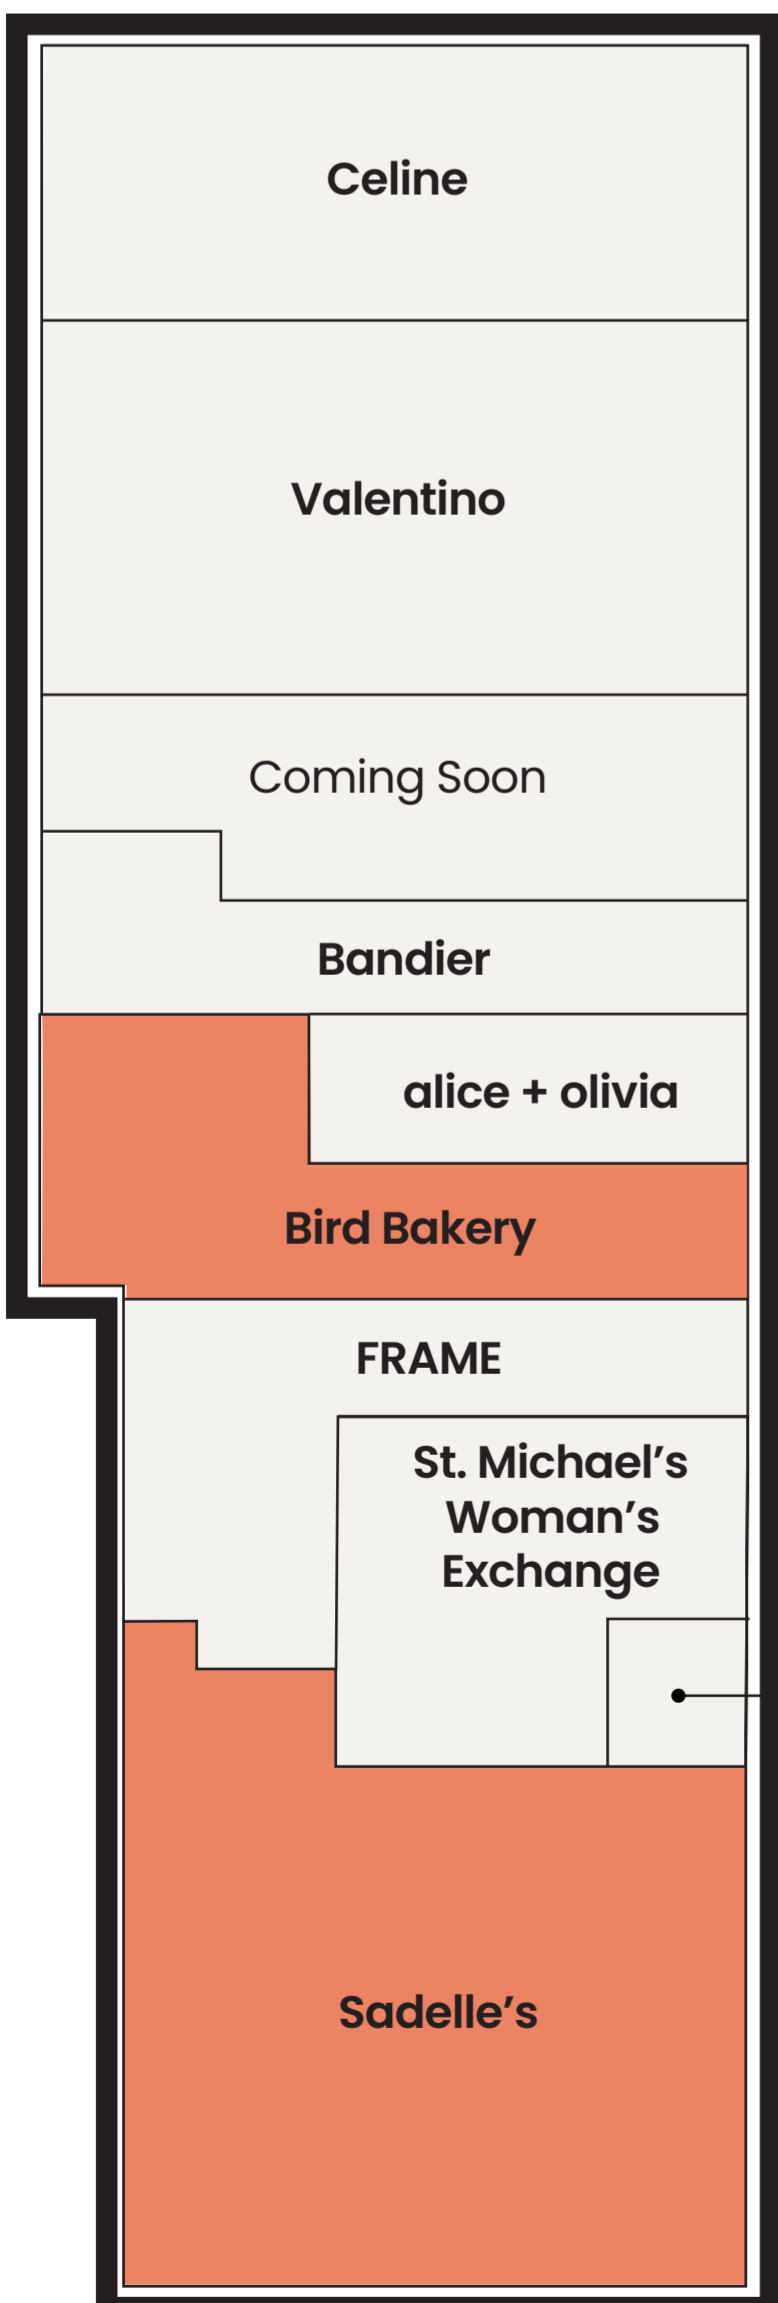 Celine
Valentino
Coming Soon
Bandier
alice + olivia
Bird Bakery
FRAME
St. Michael’s
Woman’s
Exchange
Sadelle’s